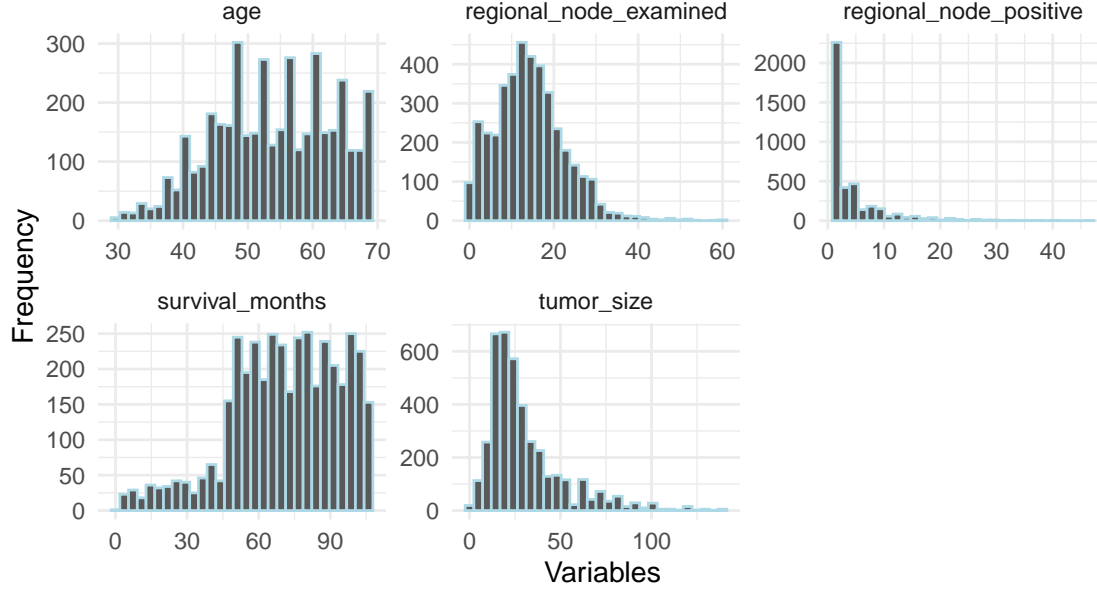 age
regional_node_examined
regional_node_positive
300
200
100
0
30 40 50 60 70
400
300
200
100
0
0 20 40 60
2000
1500
1000
500
0
0 10 20 30 40
Frequency
survival_months
tumor_size
250
200
150
100
50
0
0 30 60 90
600
400
200
0
0 50 100
Variables